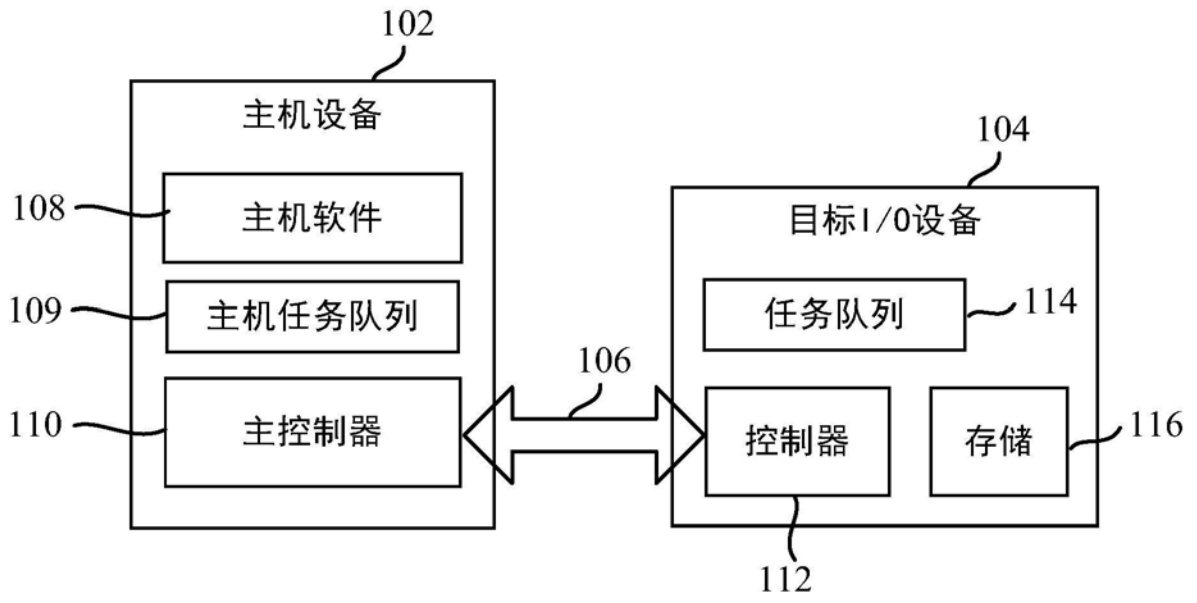 102
主机设备
104
108
主机软件
目标I/O设备
109
主机任务队列
任务队列
114
106
110
主控制器
控制器
存储
116
112